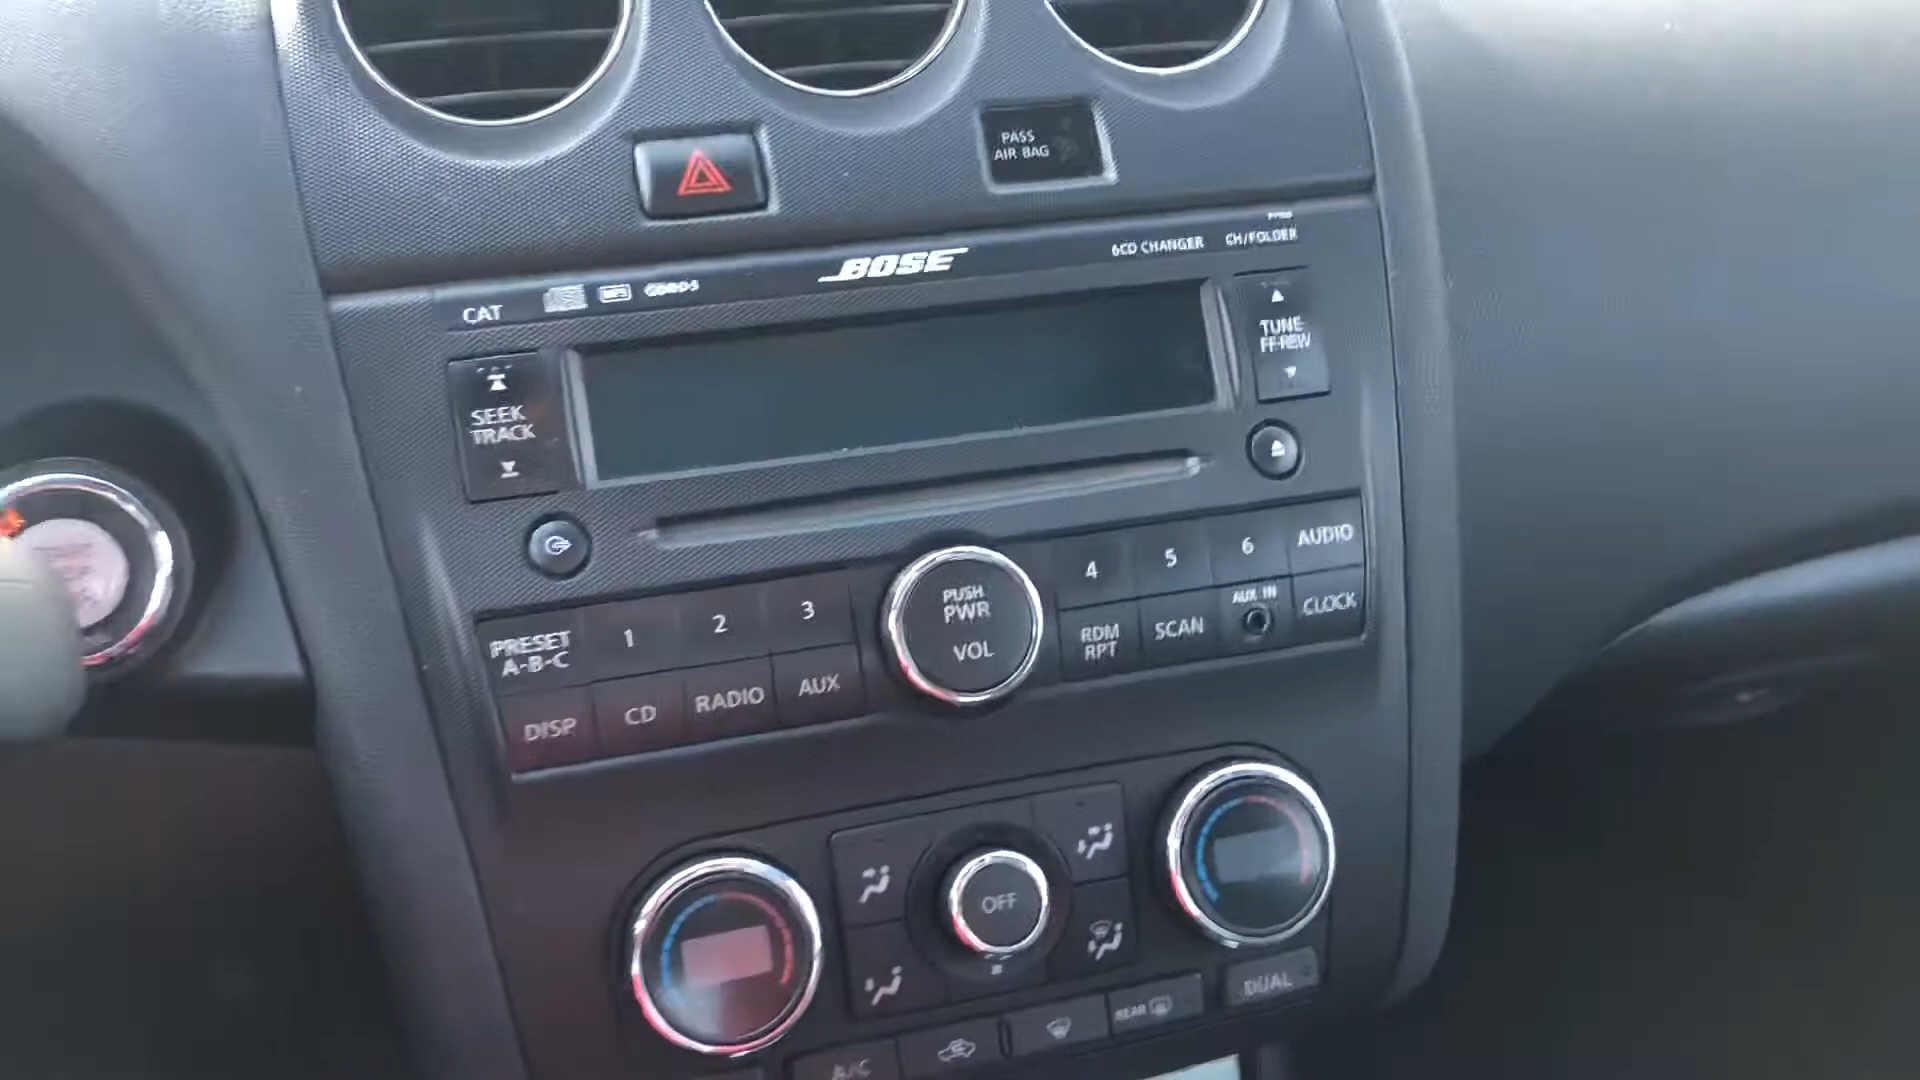 PASS
AIR BAG
BOSE
6CD CHANGER
CH/FOLDER
CAT
SEEK
TRACK
TUNE
FF·REW
PRESET
A-B-C
1
2
3
PUSH
PWR
VOL
4
5
6
AUDIO
DISP
CD
RADIO
AUX
RDM
RPT
SCAN
AUX IN
CLOCK
OFF
DUAL
REAR
A/C